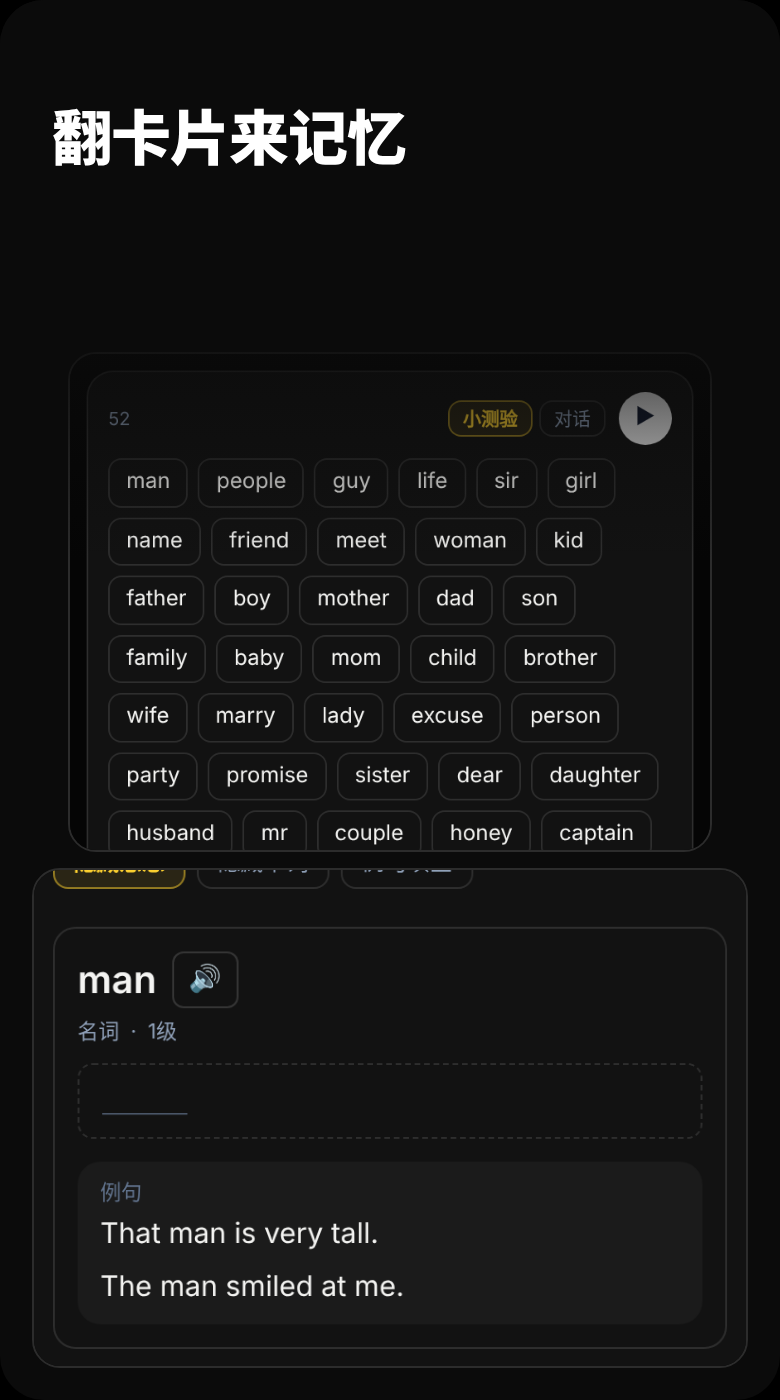 翻卡片来记忆
52 小测验 对话
man people guy life sir girl
name friend meet woman kid
father boy mother dad son
family baby mom child brother
wife marry lady excuse person
party promise sister dear daughter
husband mr couple honey captain
man
名词 · 1级
例句
That man is very tall.
The man smiled at me.